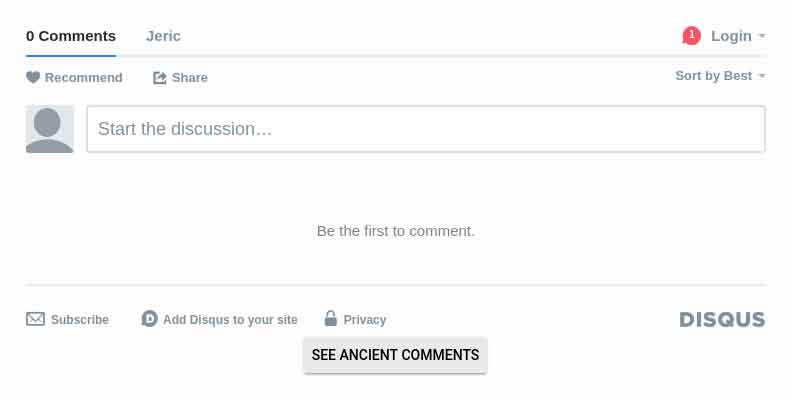 0 Comments Jeric 1 Login
Recommend Share Sort by Best
Start the discussion…
Be the first to comment.
Subscribe D Add Disqus to your site Privacy DISQUS
SEE ANCIENT COMMENTS